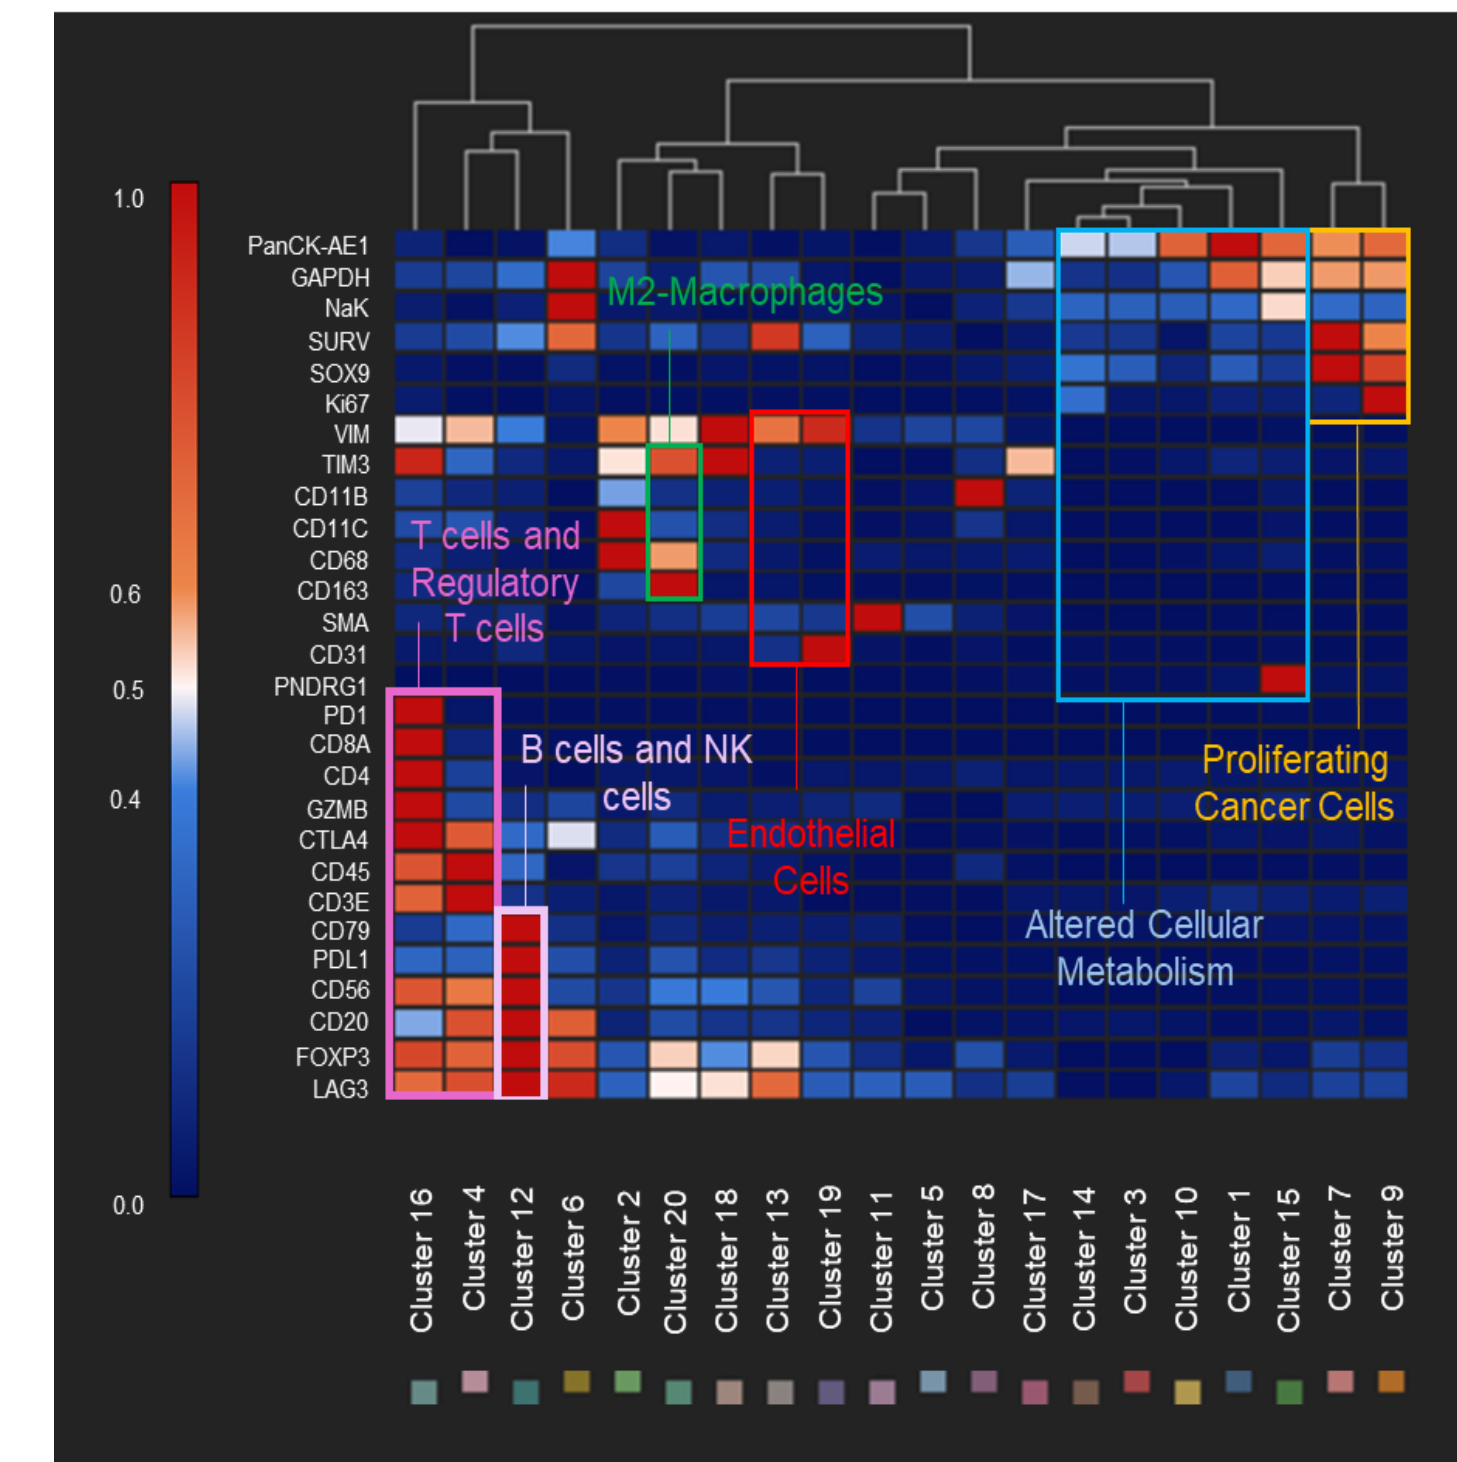 1.0
0.6
0.5
0.4
0.0
PanCK-AE1
GAPDH
NaK
SURV
SOX9
Ki67
VIM
TIM3
CD11B
CD11C
CD68
CD163
SMA
CD31
PNDRG1
PD1
CD8A
CD4
GZMB
CTLA4
CD45
CD3E
CD79
PDL1
CD56
CD20
FOXP3
LAG3
M2-Macrophages
T cells and
Regulatory
T cells
B cells and NK
cells
Endothelial
Cells
Altered Cellular
Metabolism
Proliferating
Cancer Cells
Cluster 16
Cluster 4
Cluster 12
Cluster 6
Cluster 2
Cluster 20
Cluster 18
Cluster 13
Cluster 19
Cluster 11
Cluster 5
Cluster 8
Cluster 17
Cluster 14
Cluster 3
Cluster 10
Cluster 1
Cluster 15
Cluster 7
Cluster 9